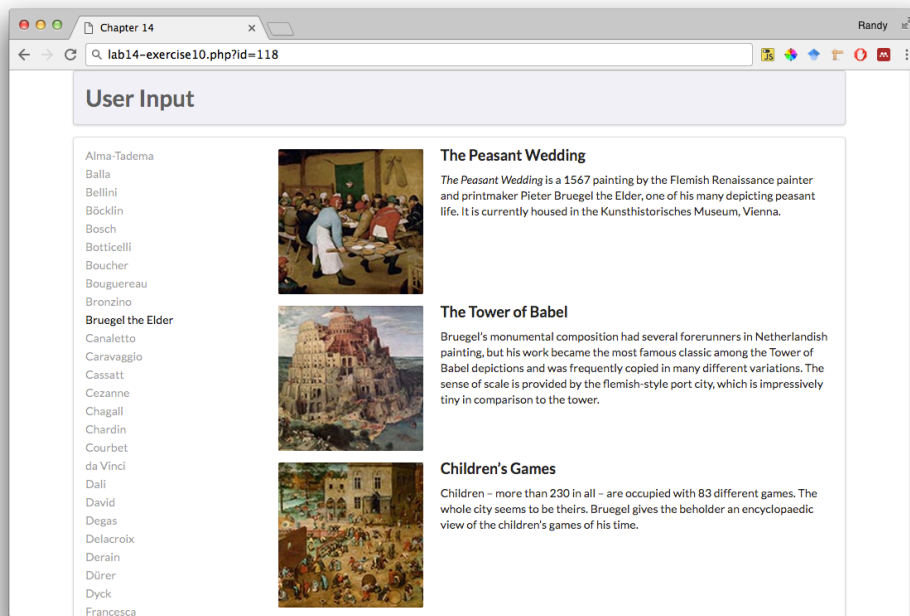 Chapter 14
Randy
lab14-exercise10.php?id=118
JS
User Input
Alma-Tadema
Balla
Bellini
Böcklin
Bosch
Botticelli
Boucher
Bouguereau
Bronzino
Bruegel the Elder
Canaletto
Caravaggio
Cassatt
Cezanne
Chagall
Chardin
Courbet
da Vinci
Dali
David
Degas
Delacroix
Derain
Dürer
Dyck
Francesca
The Peasant Wedding
The Peasant Wedding is a 1567 painting by the Flemish Renaissance painter
and printmaker Pieter Bruegel the Elder, one of his many depicting peasant
life. It is currently housed in the Kunsthistorisches Museum, Vienna.
The Tower of Babel
Bruegel's monumental composition had several forerunners in Netherlandish
painting, but his work became the most famous classic among the Tower of
Babel depictions and was frequently copied in many different variations. The
sense of scale is provided by the flemish-style port city, which is impressively
tiny in comparison to the tower.
Children's Games
Children – more than 230 in all – are occupied with 83 different games. The
whole city seems to be theirs. Bruegel gives the beholder an encyclopaedic
view of the children's games of his time.